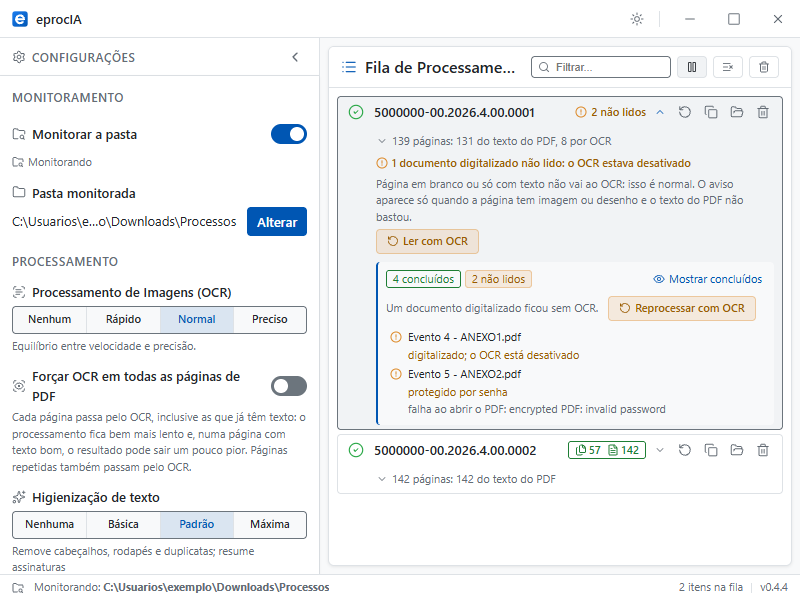 eprocIA
CONFIGURAÇÕES
MONITORAMENTO
Monitorar a pasta
Monitorando
Pasta monitorada
C:\Usuarios\e...o\Downloads\Processos
Alterar
PROCESSAMENTO
Processamento de Imagens (OCR)
Nenhum Rápido Normal Preciso
Equilíbrio entre velocidade e precisão.
Forçar OCR em todas as páginas de
PDF
Cada página passa pelo OCR, inclusive as que já têm texto: o
processamento fica bem mais lento e, numa página com
texto bom, o resultado pode sair um pouco pior. Páginas
repetidas também passam pelo OCR.
Higienização de texto
Nenhuma Básica Padrão Máxima
Remove cabeçalhos, rodapés e duplicatas; resume
assinaturas
Fila de Processame...
Filtrar...
5000000-00.2026.4.00.0001
2 não lidos
139 páginas: 131 do texto do PDF, 8 por OCR
1 documento digitalizado não lido: o OCR estava desativado
Página em branco ou só com texto não vai ao OCR: isso é normal. O aviso
aparece só quando a página tem imagem ou desenho e o texto do PDF não
bastou.
Ler com OCR
4 concluídos 2 não lidos
Mostrar concluídos
Um documento digitalizado ficou sem OCR.
Reprocessar com OCR
Evento 4 - ANEXO1.pdf
digitalizado; o OCR está desativado
Evento 5 - ANEXO2.pdf
protegido por senha
falha ao abrir o PDF: encrypted PDF: invalid password
5000000-00.2026.4.00.0002
57 142
142 páginas: 142 do texto do PDF
Monitorando: C:\Usuarios\exemplo\Downloads\Processos
2 itens na fila
v0.4.4